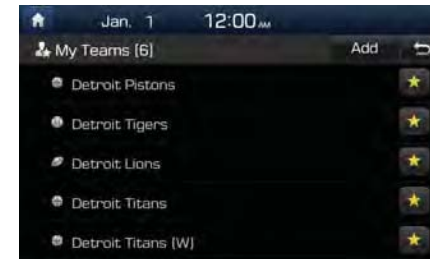 Jan. 1 12:00 AM
My Teams (6) Add
Detroit Pistons
Detroit Tigers
Detroit Lions
Detroit Titans
Detroit Titans (W)